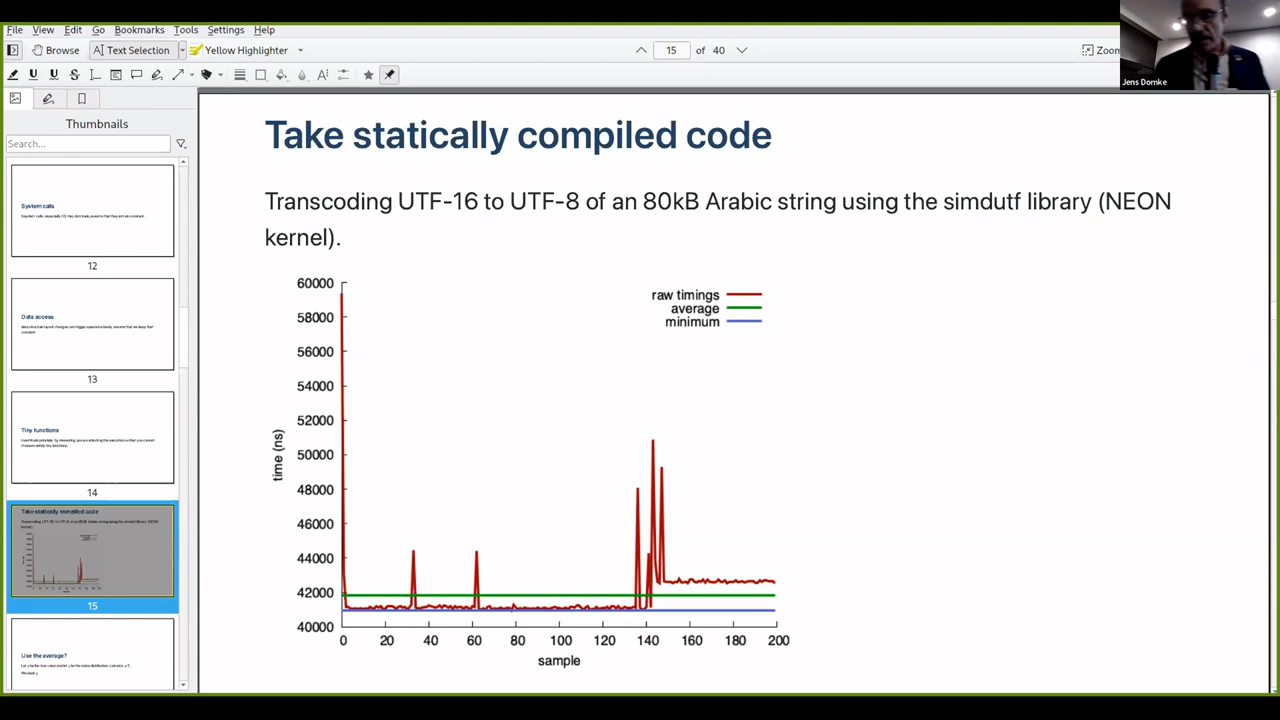 File View Edit Go Bookmarks Tools Settings Help
Browse Text Selection Yellow Highlighter 15 of 40 Zoom
Jens Domke
Thumbnails
Search...
System calls
12
Data access
13
Tiny functions
14
Take statically compiled code
15
Use the average?
Take statically compiled code
Transcoding UTF-16 to UTF-8 of an 80kB Arabic string using the simdutf library (NEON
kernel).
raw timings
average
minimum
60000
58000
56000
54000
52000
50000
48000
46000
44000
42000
40000
time (ns)
0 20 40 60 80 100 120 140 160 180 200
sample